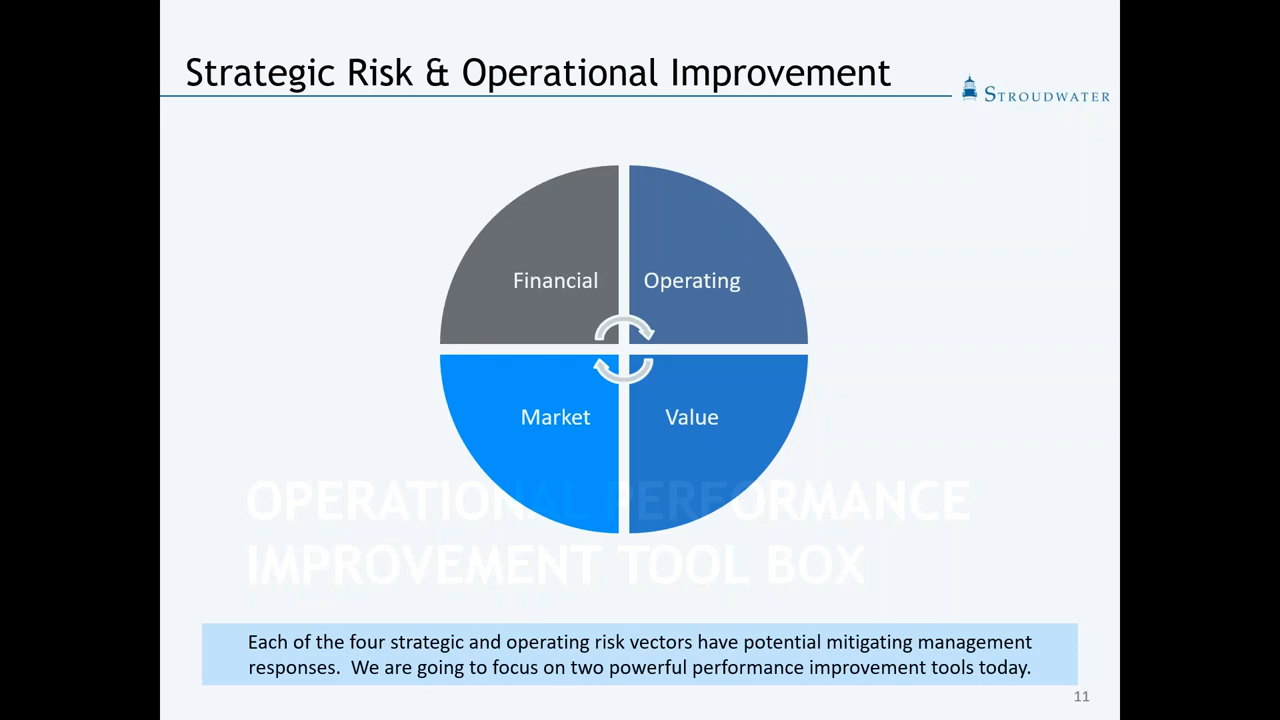 Strategic Risk & Operational Improvement
STROUDWATER
Financial
Operating
Market
Value
OPERATIONAL PERFORMANCE
IMPROVEMENT TOOL BOX
Each of the four strategic and operating risk vectors have potential mitigating management
responses. We are going to focus on two powerful performance improvement tools today.
11